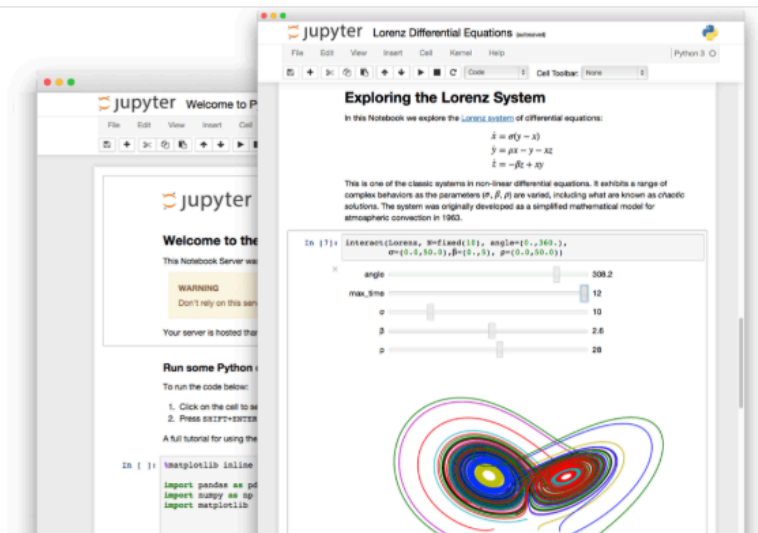 jupyter Lorenz Differential Equations (autosaved)
File Edit View Insert Cell Kernel Help Python 3
Code Cell Toolbar: None
Exploring the Lorenz System
In this Notebook we explore the Lorenz system of differential equations:
ẋ = σ(y − x)
ẏ = ρx − y − xz
ż = −βz + xy
This is one of the classic systems in non-linear differential equations. It exhibits a range of
complex behaviors as the parameters (σ, β, ρ) are varied, including what are known as chaotic
solutions. The system was originally developed as a simplified mathematical model for
atmospheric convection in 1963.
In [7]: interact(Lorenz, N=fixed(10), angle=(0.,360.),
σ=(0.0,50.0),β=(0.,5), ρ=(0.0,50.0))
angle 308.2
max_time 12
σ 10
β 2.6
ρ 28
jupyter Welcome to P
File Edit View Insert Cell
jupyter
Welcome to the
This Notebook Server was
WARNING
Don't rely on this serv
Your server is hosted than
Run some Python
To run the code below:
1. Click on the cell to se
2. Press SHIFT+ENTER
A full tutorial for using the
In [ ]: %matplotlib inline
import pandas as pd
import numpy as np
import matplotlib